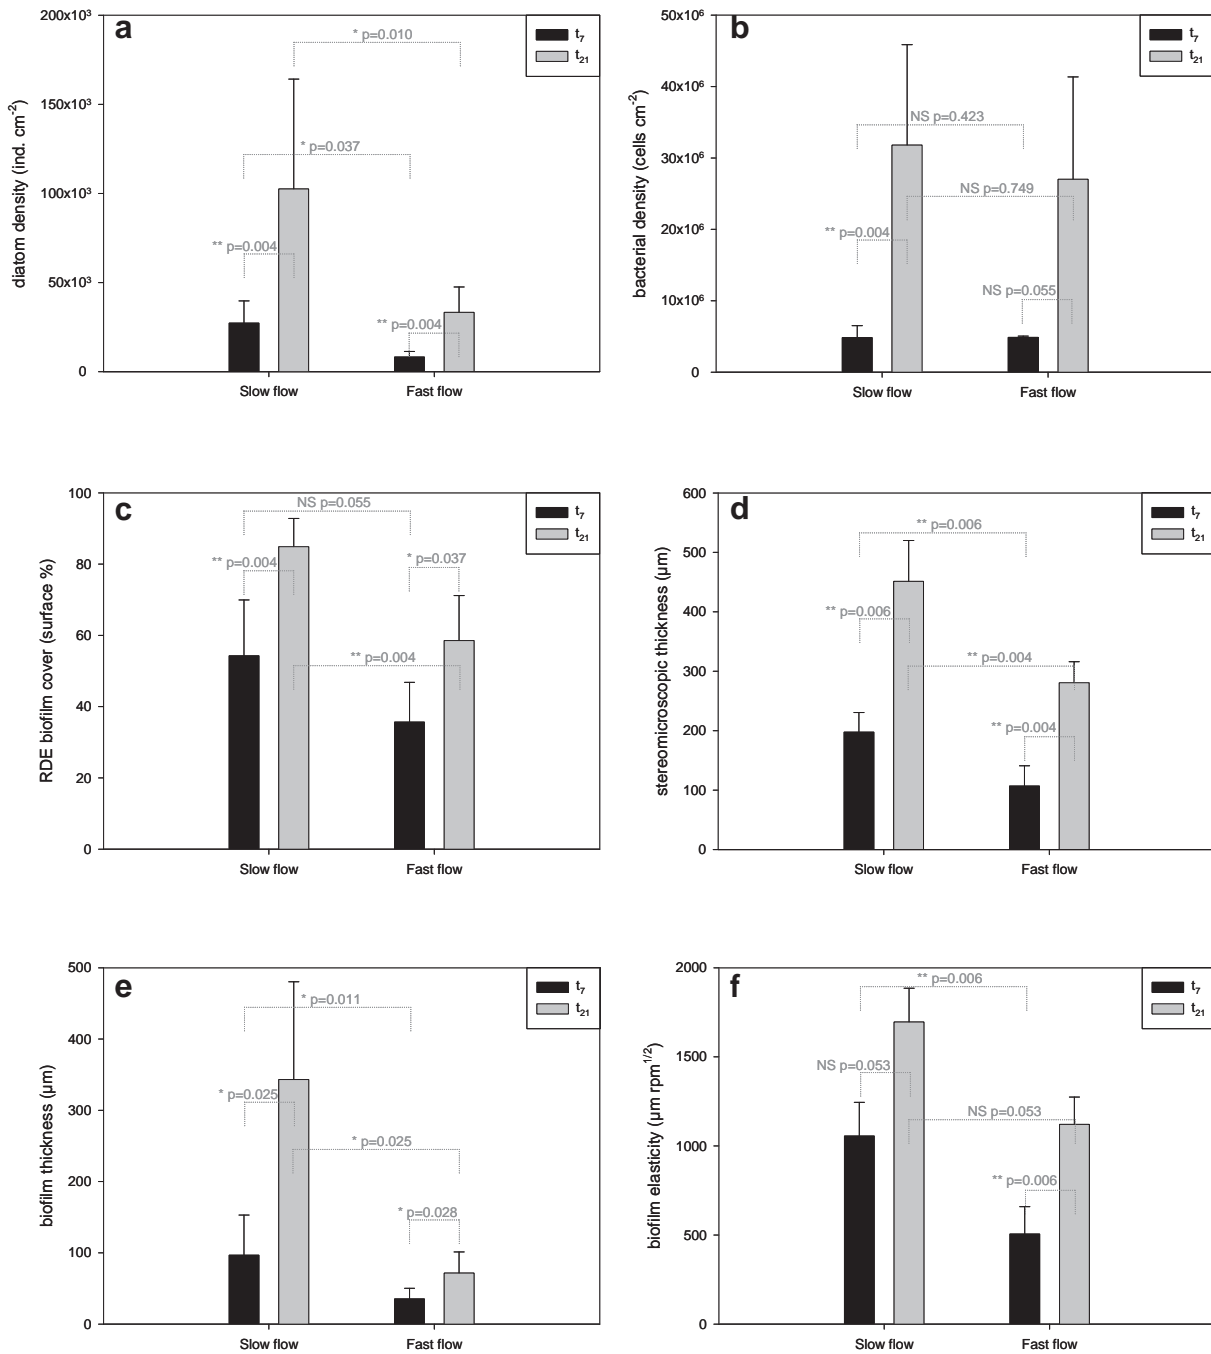 a
diatom density (ind. cm-2)
200x10³
150x10³
100x10³
50x10³
0
* p=0.010
* p=0.037
** p=0.004
** p=0.004
t7
t21
Slow flow
Fast flow
b
bacterial density (cells cm-2)
50x10⁶
40x10⁶
30x10⁶
20x10⁶
10x10⁶
0
NS p=0.423
NS p=0.749
** p=0.004
NS p=0.055
t7
t21
Slow flow
Fast flow
c
RDE biofilm cover (surface %)
100
80
60
40
20
0
NS p=0.055
** p=0.004
* p=0.037
** p=0.004
t7
t21
Slow flow
Fast flow
d
stereomicroscopic thickness (µm)
600
500
400
300
200
100
0
** p=0.006
** p=0.006
** p=0.004
** p=0.004
t7
t21
Slow flow
Fast flow
e
biofilm thickness (µm)
500
400
300
200
100
0
* p=0.011
* p=0.025
* p=0.025
* p=0.028
t7
t21
Slow flow
Fast flow
f
biofilm elasticity (µm rpm1/2)
2000
1500
1000
500
0
** p=0.006
NS p=0.053
NS p=0.053
** p=0.006
t7
t21
Slow flow
Fast flow